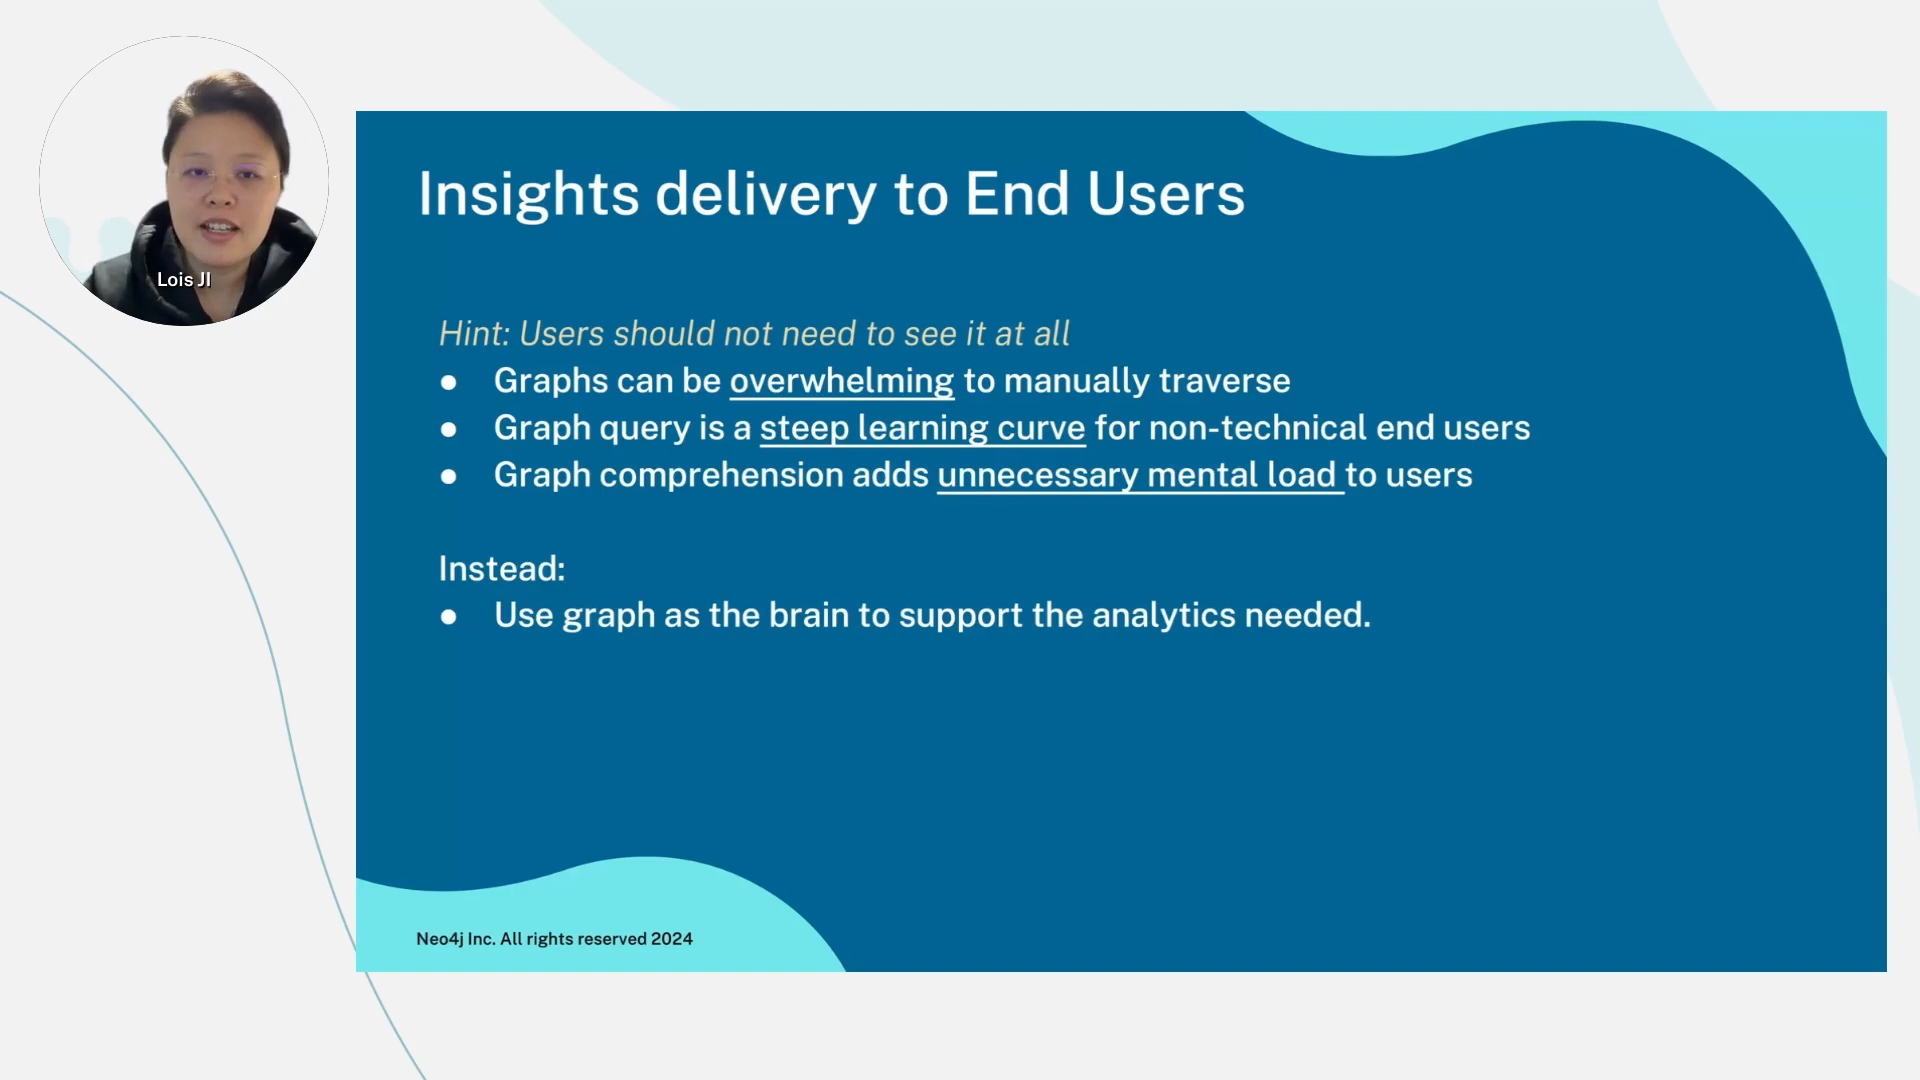 Lois JI
Insights delivery to End Users
Hint: Users should not need to see it at all
● Graphs can be overwhelming to manually traverse
● Graph query is a steep learning curve for non-technical end users
● Graph comprehension adds unnecessary mental load to users
Instead:
● Use graph as the brain to support the analytics needed.
Neo4j Inc. All rights reserved 2024